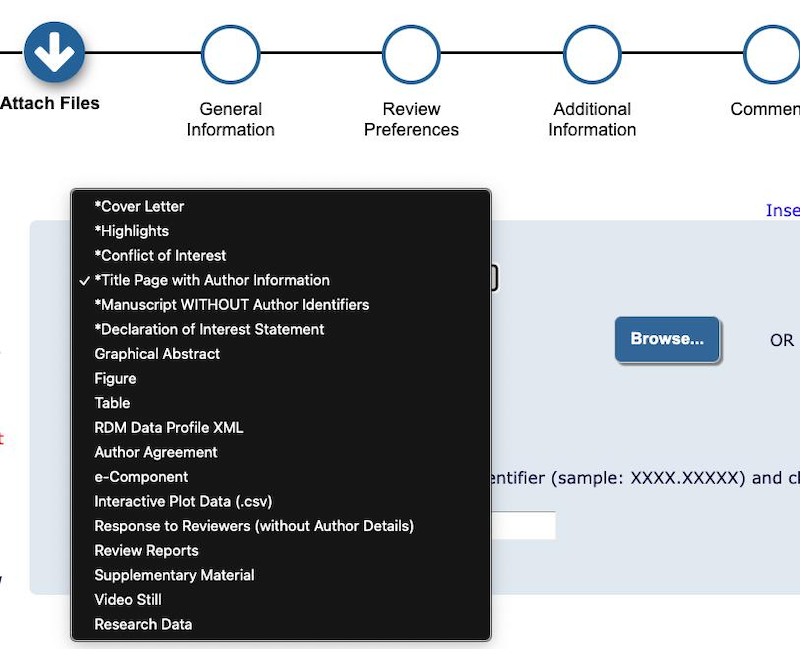 Attach Files
General
Information
Review
Preferences
Additional
Information
Commen
Inse
*Cover Letter
*Highlights
*Conflict of Interest
✓ *Title Page with Author Information
*Manuscript WITHOUT Author Identifiers
*Declaration of Interest Statement
Graphical Abstract
Figure
Table
RDM Data Profile XML
Author Agreement
e-Component
Interactive Plot Data (.csv)
Response to Reviewers (without Author Details)
Review Reports
Supplementary Material
Video Still
Research Data
Browse...
OR
entifier (sample: XXXX.XXXXX) and cl